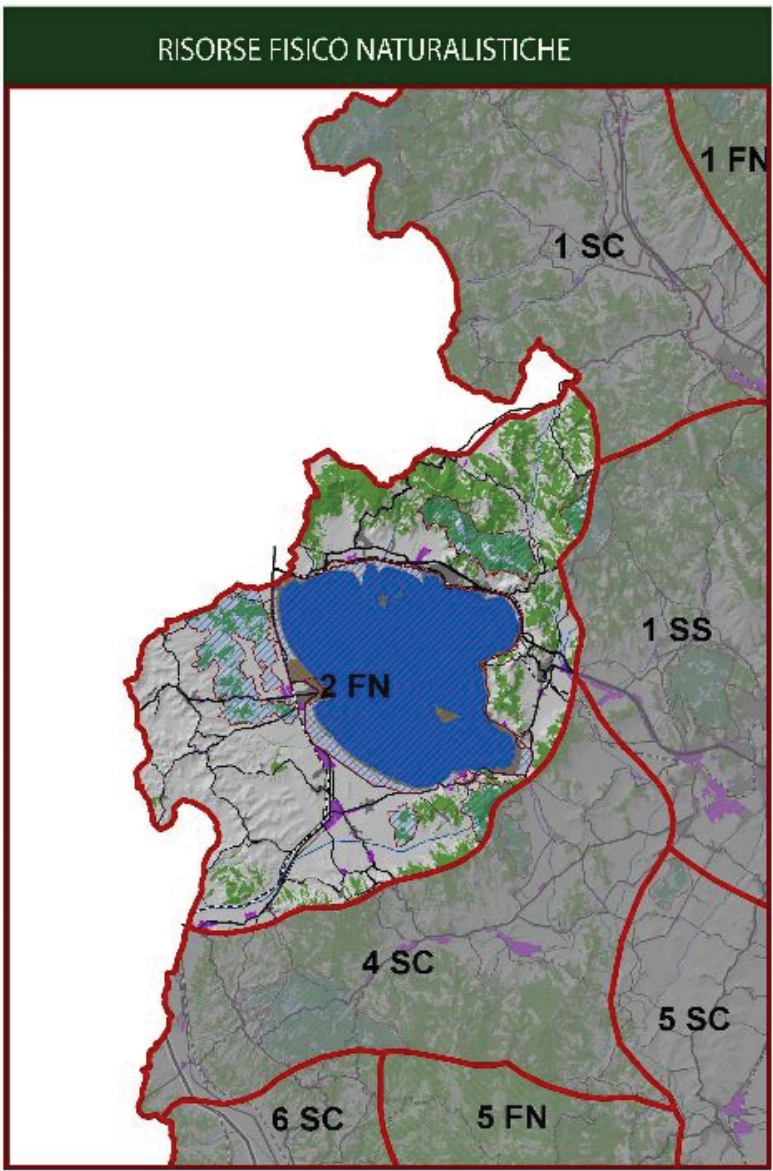 RISORSE FISICO NATURALISTICHE
1 FN
1 SC
1 SS
2 FN
4 SC
5 SC
6 SC
5 FN